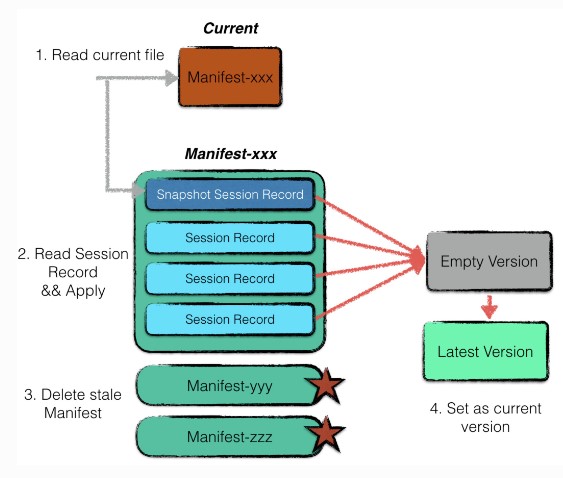 Current
1. Read current file
Manifest-xxx
Manifest-xxx
Snapshot Session Record
Session Record
2. Read Session
Record
&& Apply
Session Record
Session Record
Empty Version
Latest Version
3. Delete stale
Manifest
Manifest-yyy
Manifest-zzz
4. Set as current
version